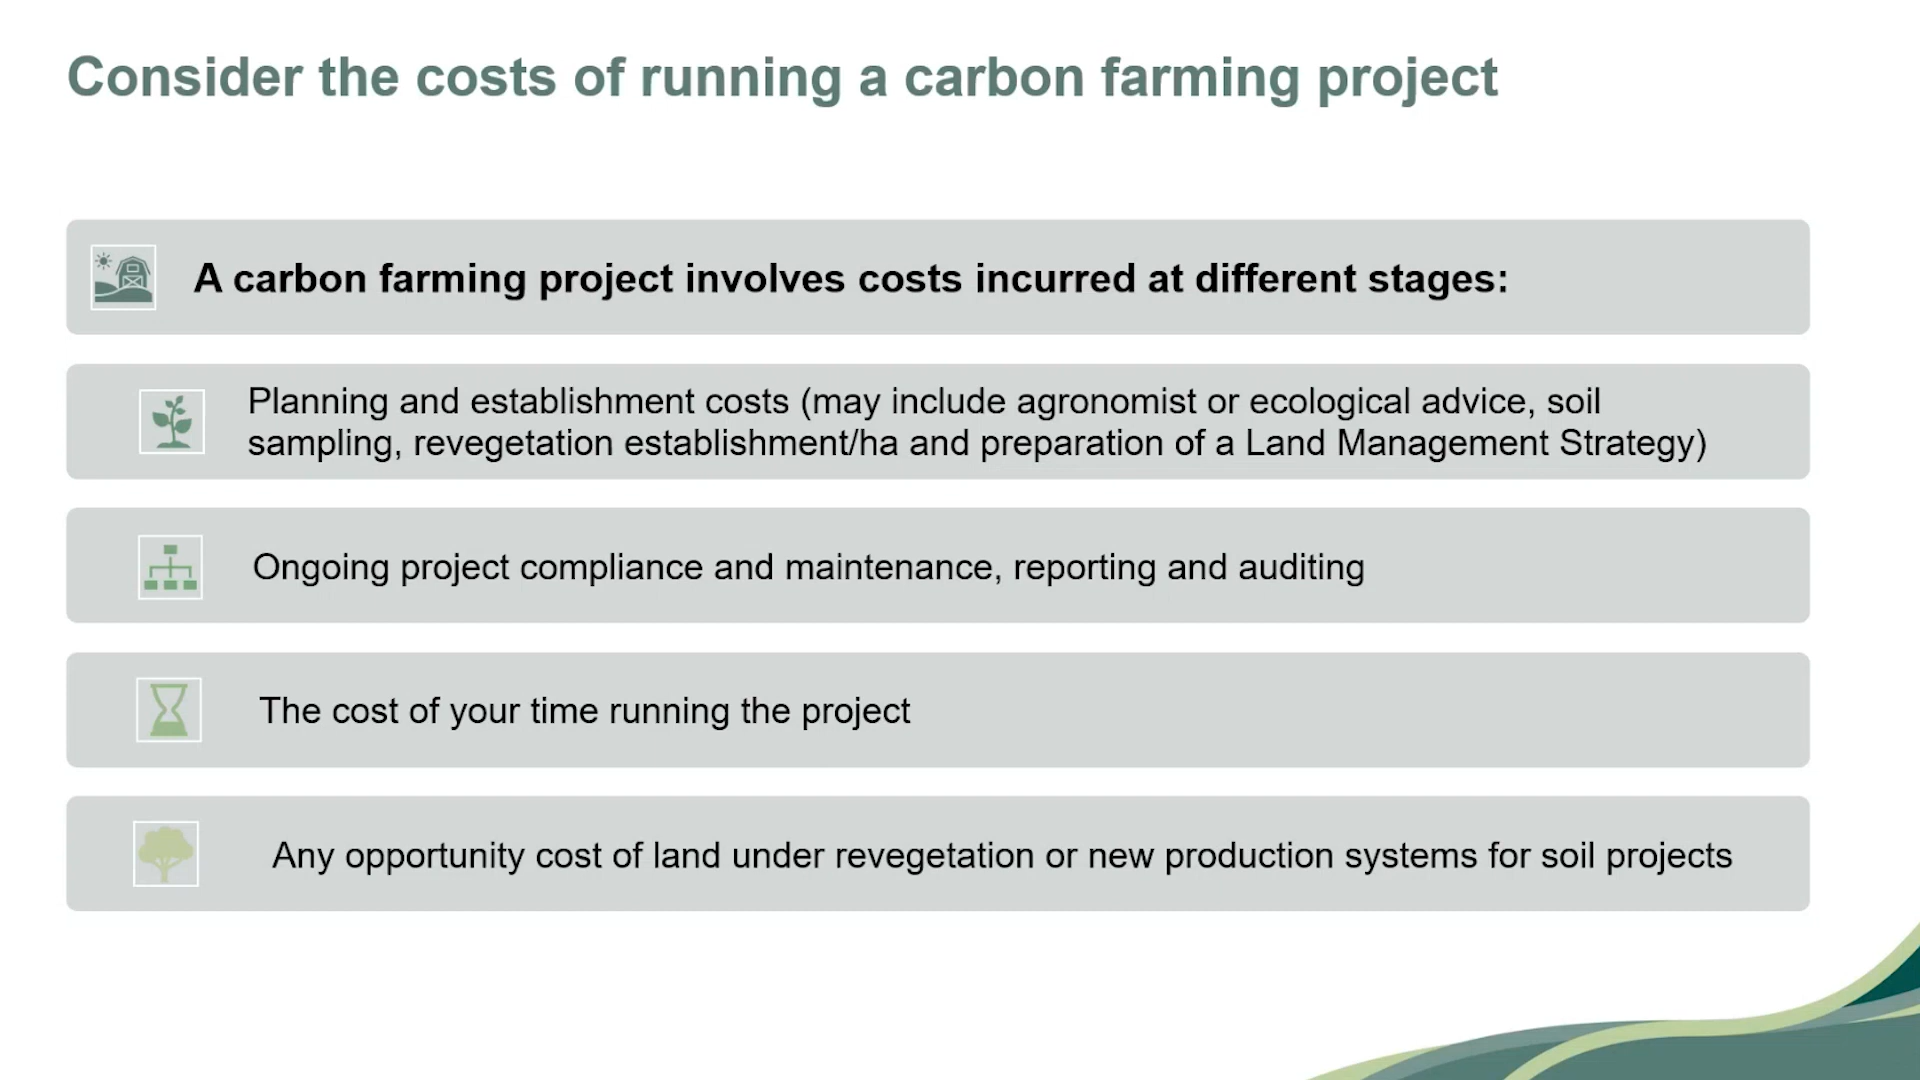 Consider the costs of running a carbon farming project
A carbon farming project involves costs incurred at different stages:
Planning and establishment costs (may include agronomist or ecological advice, soil
sampling, revegetation establishment/ha and preparation of a Land Management Strategy)
Ongoing project compliance and maintenance, reporting and auditing
The cost of your time running the project
Any opportunity cost of land under revegetation or new production systems for soil projects